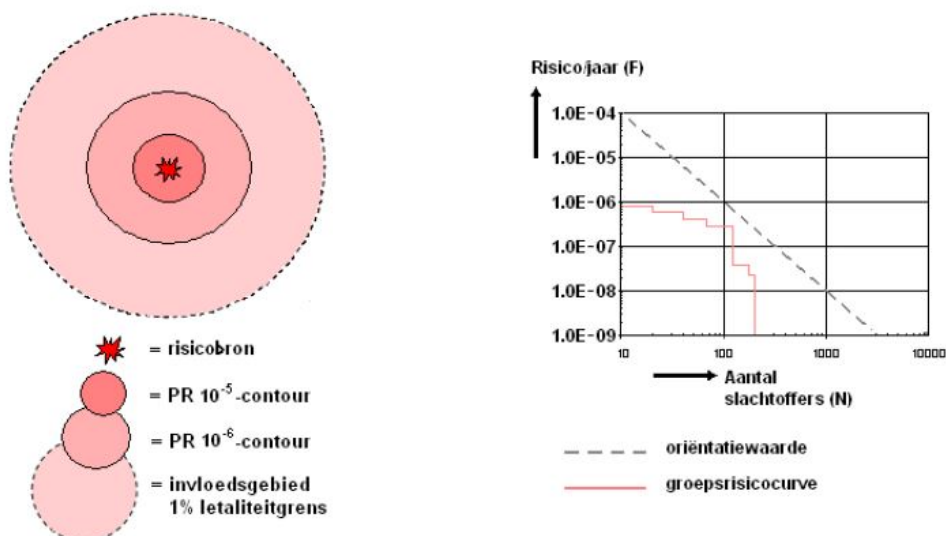 = risicobron
= PR 10⁻⁵-contour
= PR 10⁻⁶-contour
= invloedsgebied
1% letaliteitgrens
Risico/jaar (F)
1.0E-04
1.0E-05
1.0E-06
1.0E-07
1.0E-08
1.0E-09
10 100 1000 10000
Aantal
slachtoffers (N)
oriëntatiewaarde
groepsrisicocurve